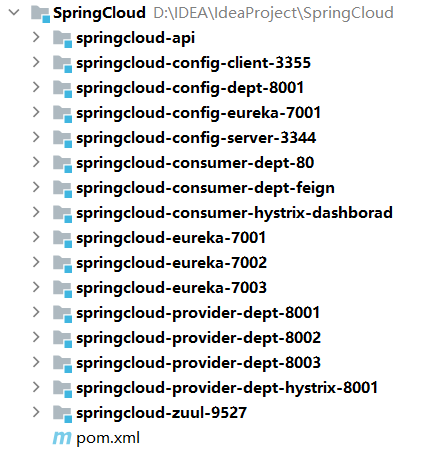 SpringCloud D:\IDEA\IdeaProject\SpringCloud
springcloud-api
springcloud-config-client-3355
springcloud-config-dept-8001
springcloud-config-eureka-7001
springcloud-config-server-3344
springcloud-consumer-dept-80
springcloud-consumer-dept-feign
springcloud-consumer-hystrix-dashborad
springcloud-eureka-7001
springcloud-eureka-7002
springcloud-eureka-7003
springcloud-provider-dept-8001
springcloud-provider-dept-8002
springcloud-provider-dept-8003
springcloud-provider-dept-hystrix-8001
springcloud-zuul-9527
m pom.xml